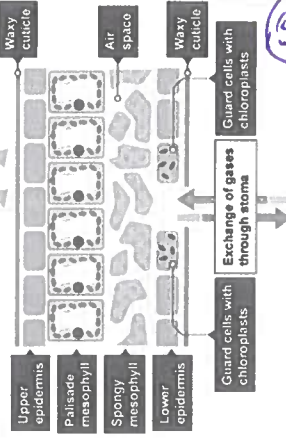 Waxy
cuticle
Air
space
Waxy
cuticle
Guard cells with
chloroplasts
Upper
epidermis
Palisade
mesophyll
Spongy
mesophyll
Lower
epidermis
Exchange of gases
through stoma
Guard cells with
chloroplasts